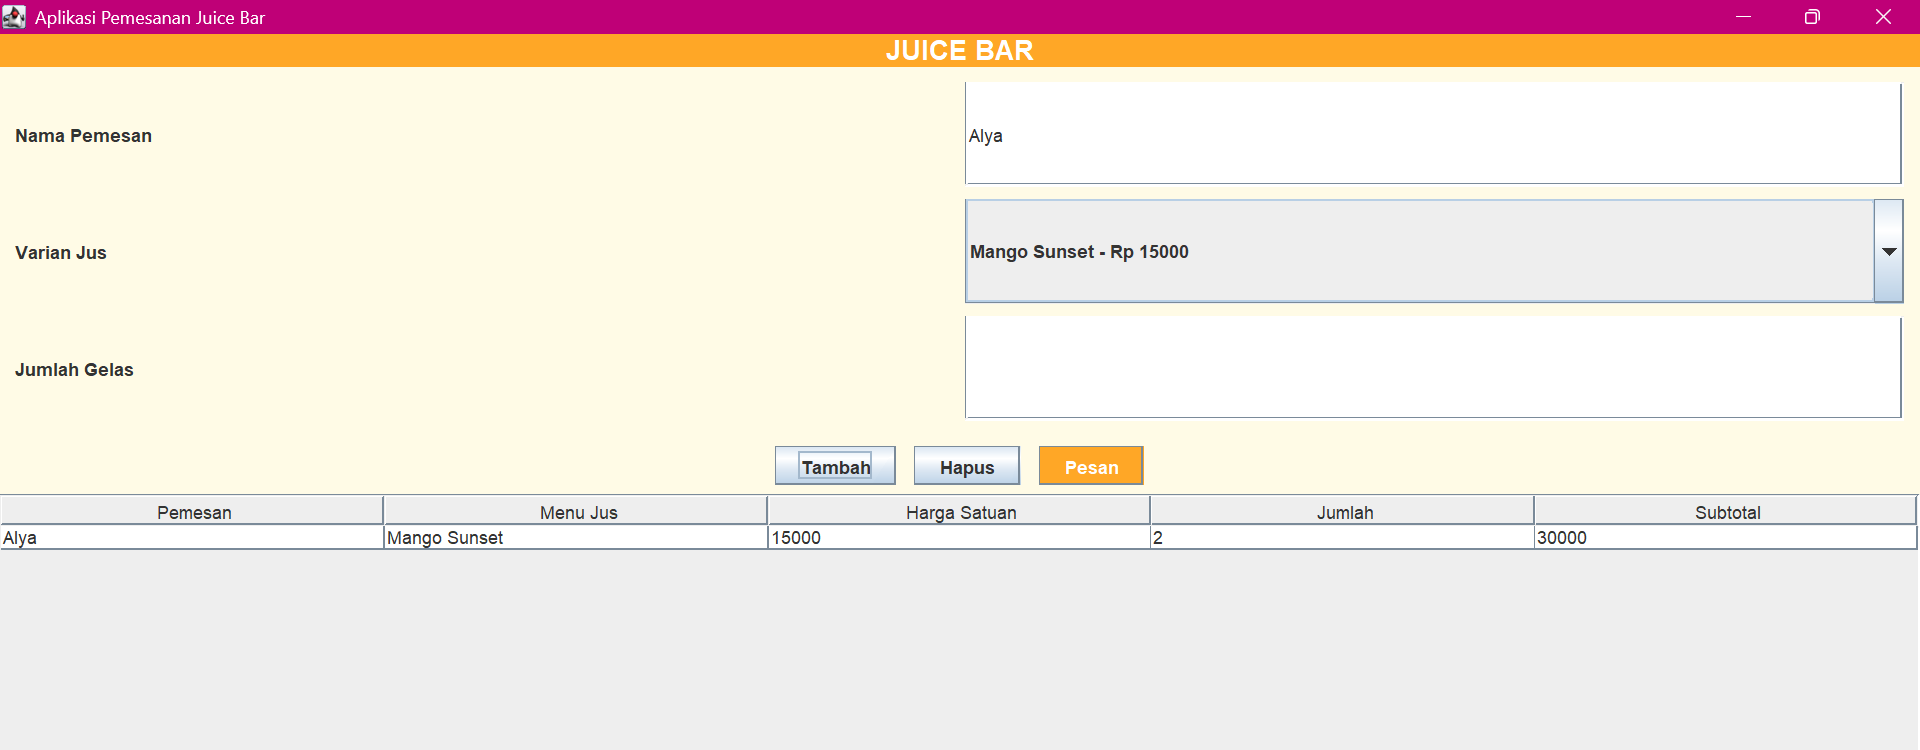 Aplikasi Pemesanan Juice Bar
JUICE BAR
Nama Pemesan Alya
Varian Jus Mango Sunset - Rp 15000
Jumlah Gelas
Tambah Hapus Pesan
Pemesan Menu Jus Harga Satuan Jumlah Subtotal
Alya Mango Sunset 15000 2 30000